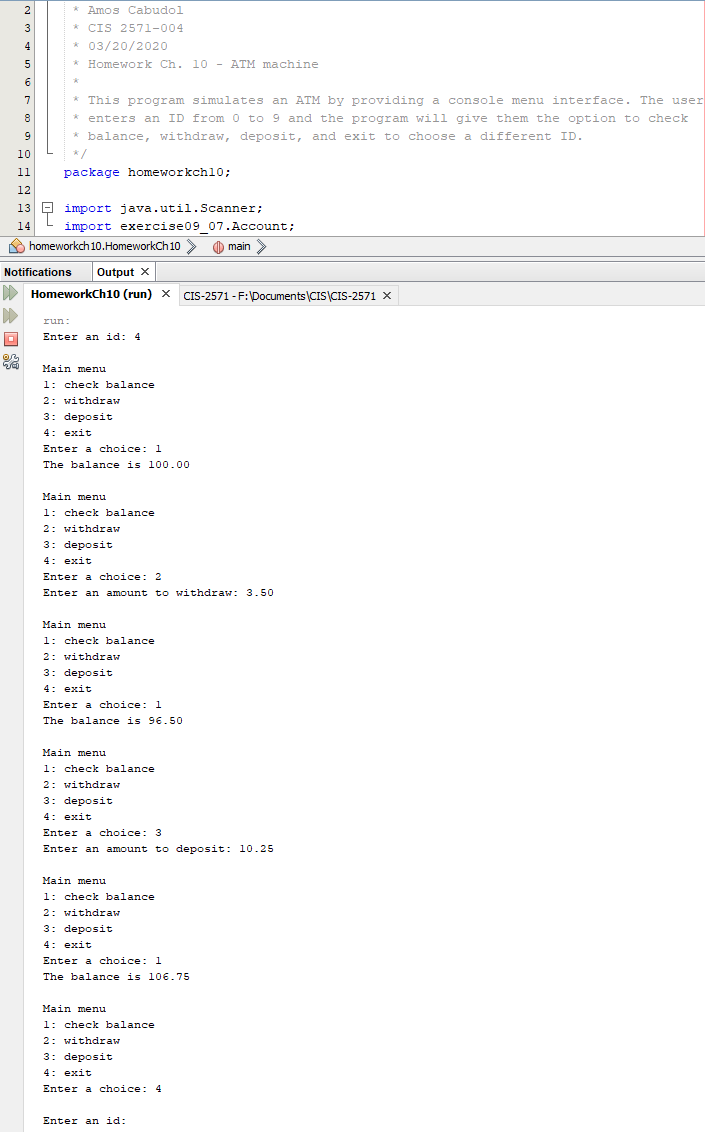 2 * Amos Cabudol
3 * CIS 2571-004
4 * 03/20/2020
5 * Homework Ch. 10 - ATM machine
6 *
7 * This program simulates an ATM by providing a console menu interface. The user
8 * enters an ID from 0 to 9 and the program will give them the option to check
9 * balance, withdraw, deposit, and exit to choose a different ID.
10 */
11 package homeworkch10;
12
13 import java.util.Scanner;
14 import exercise09_07.Account;
homeworkch10.HomeworkCh10 main
Notifications Output
HomeworkCh10 (run) CIS-2571 - F:\Documents\CIS\CIS-2571
run:
Enter an id: 4
Main menu
1: check balance
2: withdraw
3: deposit
4: exit
Enter a choice: 1
The balance is 100.00
Main menu
1: check balance
2: withdraw
3: deposit
4: exit
Enter a choice: 2
Enter an amount to withdraw: 3.50
Main menu
1: check balance
2: withdraw
3: deposit
4: exit
Enter a choice: 1
The balance is 96.50
Main menu
1: check balance
2: withdraw
3: deposit
4: exit
Enter a choice: 3
Enter an amount to deposit: 10.25
Main menu
1: check balance
2: withdraw
3: deposit
4: exit
Enter a choice: 1
The balance is 106.75
Main menu
1: check balance
2: withdraw
3: deposit
4: exit
Enter a choice: 4
Enter an id: